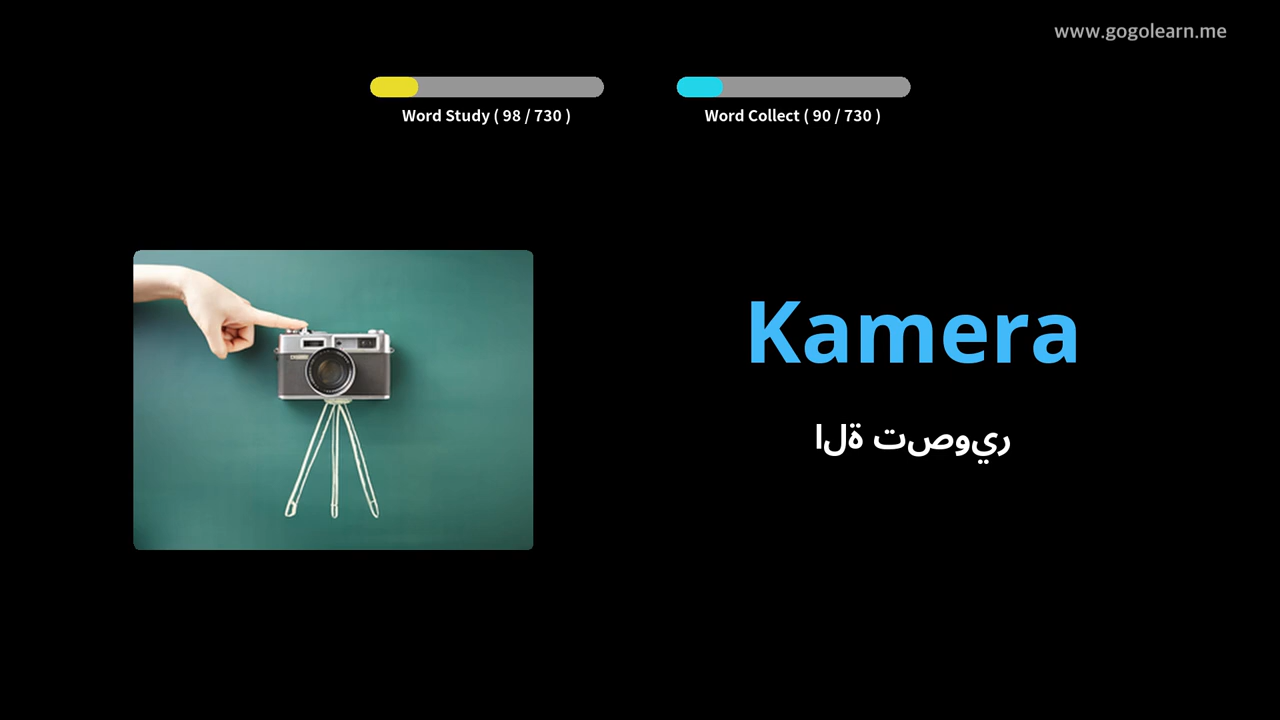 www.gogolearn.me
Word Study ( 98 / 730 )
Word Collect ( 90 / 730 )
Kamera
الة تصوير